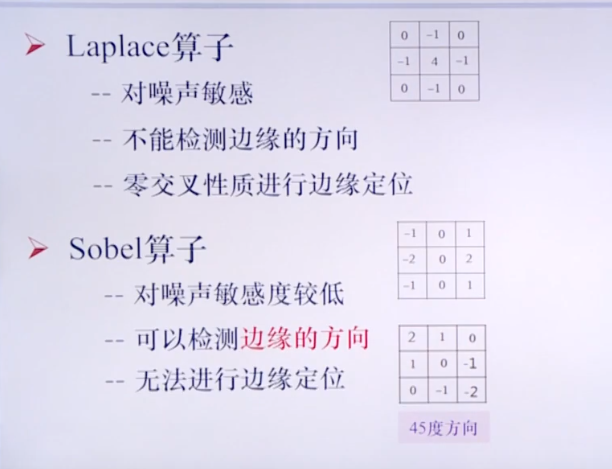 Laplace算子
0 -1 0
-1 4 -1
0 -1 0
-- 对噪声敏感
-- 不能检测边缘的方向
-- 零交叉性质进行边缘定位
Sobel算子
-1 0 1
-2 0 2
-1 0 1
-- 对噪声敏感度较低
-- 可以检测边缘的方向
-- 无法进行边缘定位
2 1 0
1 0 -1
0 -1 -2
45度方向